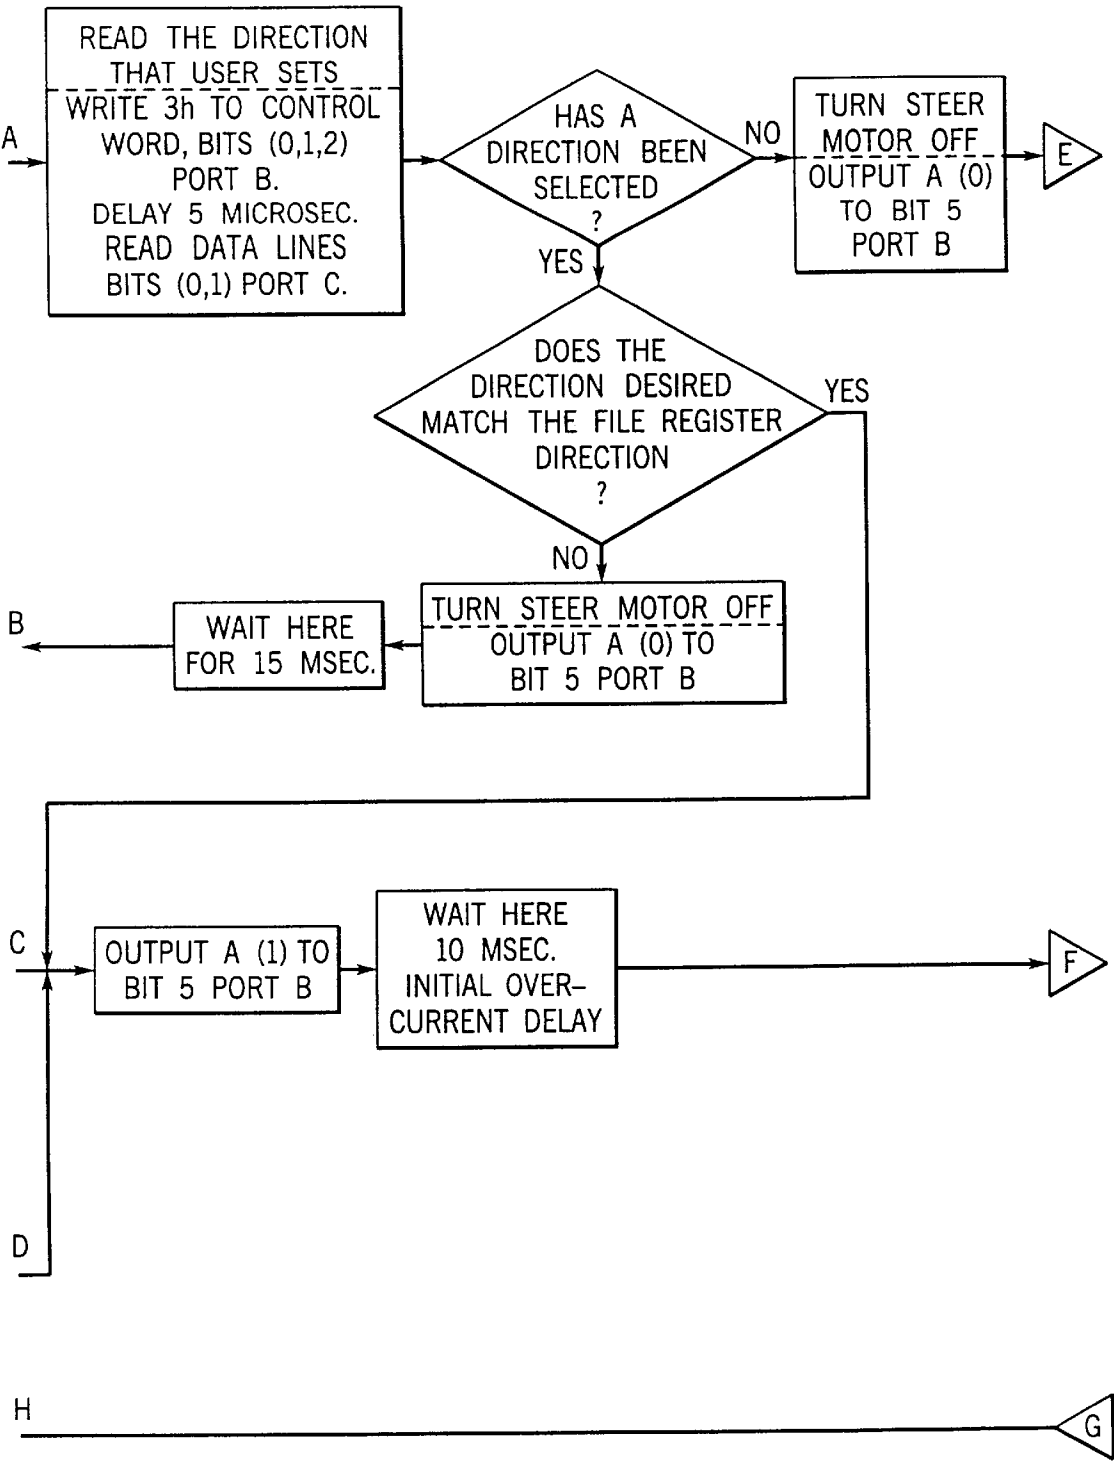 A
READ THE DIRECTION
THAT USER SETS
WRITE 3h TO CONTROL
WORD, BITS (0,1,2)
PORT B.
DELAY 5 MICROSEC.
READ DATA LINES
BITS (0,1) PORT C.
HAS A
DIRECTION BEEN
SELECTED
?
NO
TURN STEER
MOTOR OFF
OUTPUT A (0)
TO BIT 5
PORT B
E
YES
DOES THE
DIRECTION DESIRED
MATCH THE FILE REGISTER
DIRECTION
?
YES
NO
TURN STEER MOTOR OFF
OUTPUT A (0) TO
BIT 5 PORT B
WAIT HERE
FOR 15 MSEC.
B
C
OUTPUT A (1) TO
BIT 5 PORT B
WAIT HERE
10 MSEC.
INITIAL OVER-
CURRENT DELAY
F
D
H
G